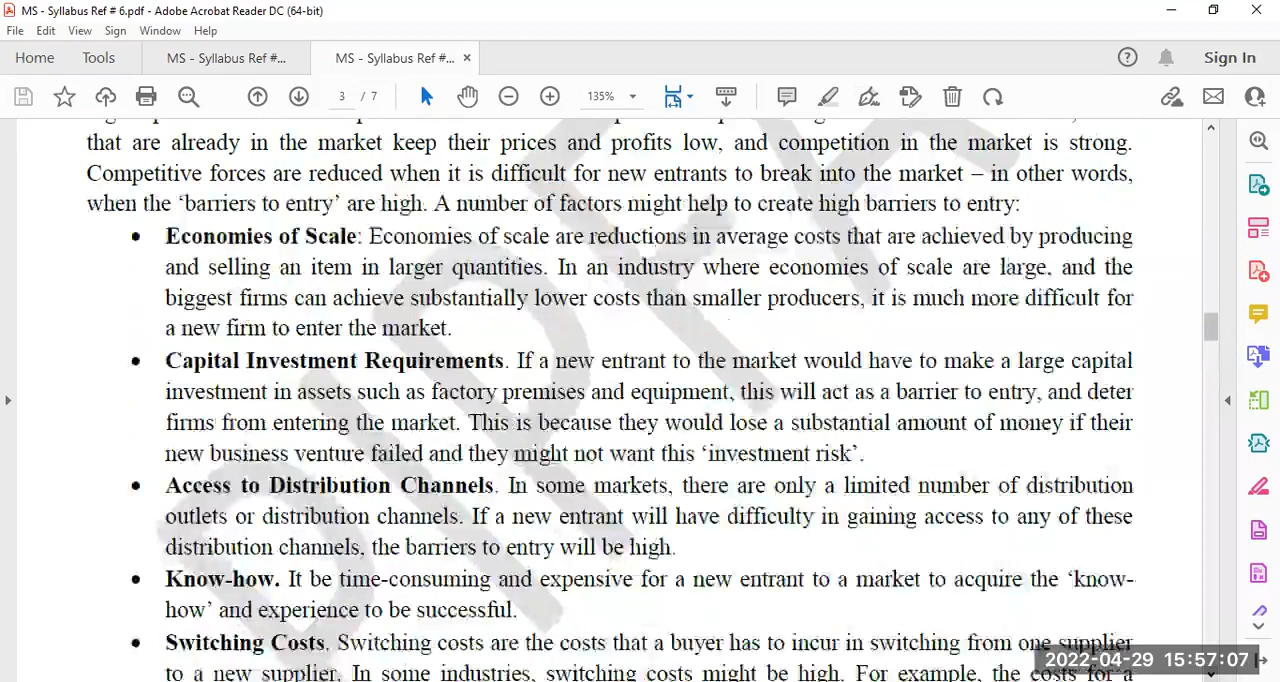 MS - Syllabus Ref # 6.pdf - Adobe Acrobat Reader DC (64-bit)
File Edit View Sign Window Help
Home Tools MS - Syllabus Ref #... MS - Syllabus Ref #... × Sign In
3 / 7 135%
that are already in the market keep their prices and profits low, and competition in the market is strong.
Competitive forces are reduced when it is difficult for new entrants to break into the market – in other words,
when the ‘barriers to entry’ are high. A number of factors might help to create high barriers to entry:
• Economies of Scale: Economies of scale are reductions in average costs that are achieved by producing
and selling an item in larger quantities. In an industry where economies of scale are large, and the
biggest firms can achieve substantially lower costs than smaller producers, it is much more difficult for
a new firm to enter the market.
• Capital Investment Requirements. If a new entrant to the market would have to make a large capital
investment in assets such as factory premises and equipment, this will act as a barrier to entry, and deter
firms from entering the market. This is because they would lose a substantial amount of money if their
new business venture failed and they might not want this ‘investment risk’.
• Access to Distribution Channels. In some markets, there are only a limited number of distribution
outlets or distribution channels. If a new entrant will have difficulty in gaining access to any of these
distribution channels, the barriers to entry will be high.
• Know-how. It be time-consuming and expensive for a new entrant to a market to acquire the ‘know-
how’ and experience to be successful.
• Switching Costs. Switching costs are the costs that a buyer has to incur in switching from one supplier
to a new supplier. In some industries, switching costs might be high. For example, the costs for a
2022-04-29 15:57:07